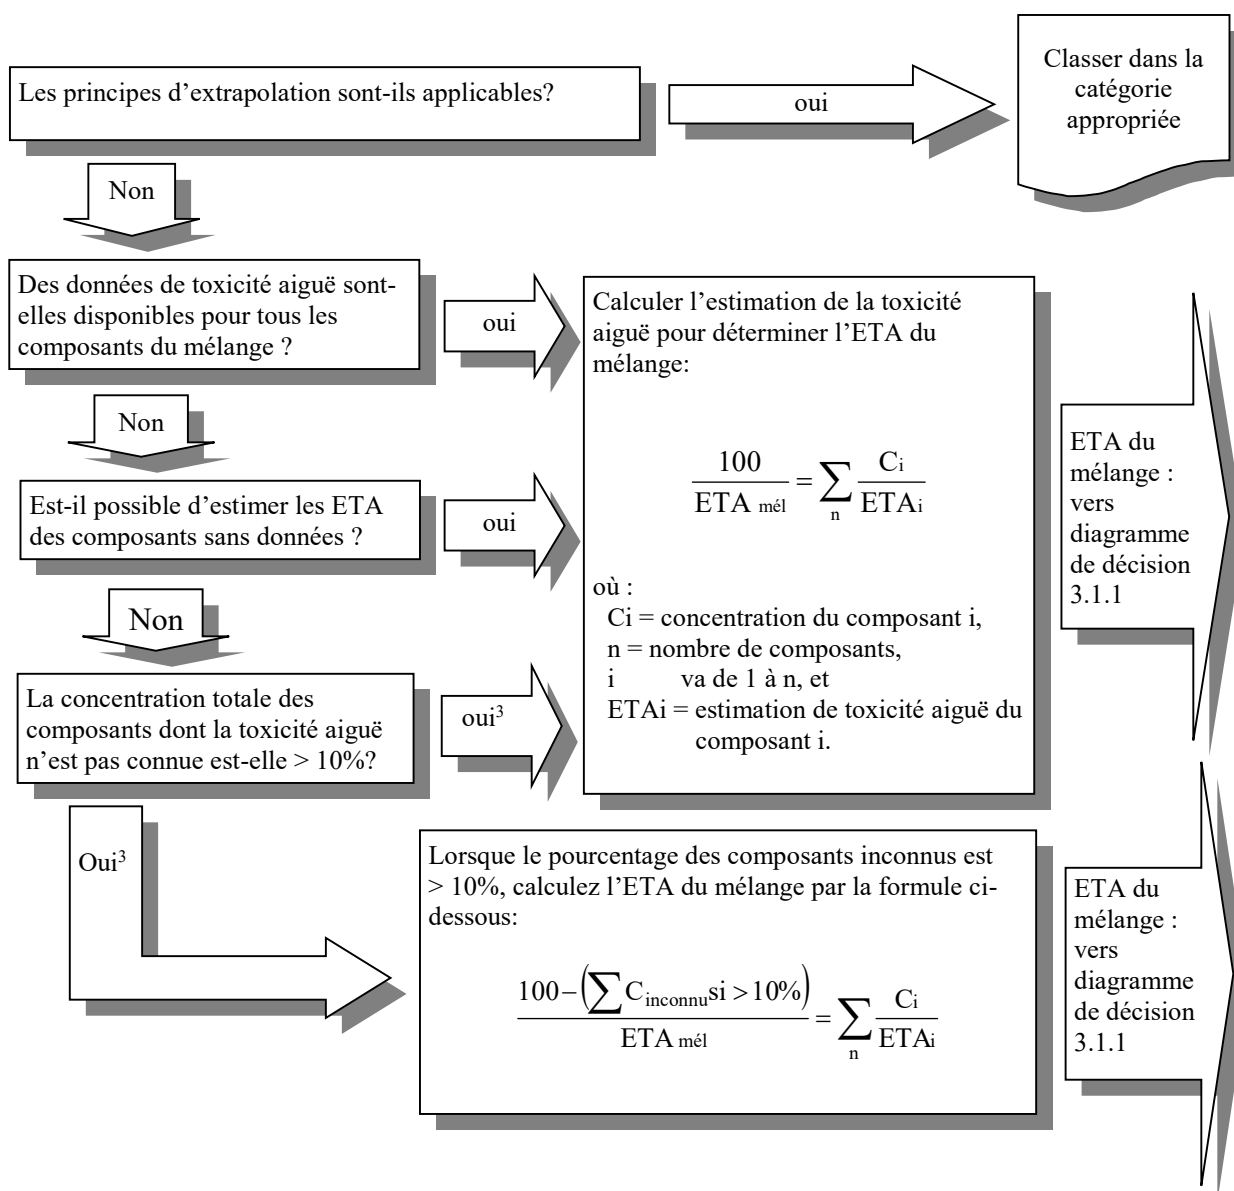 Les principes d'extrapolation sont-ils applicables?
oui
Classer dans la
catégorie
appropriée
Non
Des données de toxicité aiguë sont-
elles disponibles pour tous les
composants du mélange ?
oui
Non
Est-il possible d'estimer les ETA
des composants sans données ?
oui
Non
La concentration totale des
composants dont la toxicité aiguë
n'est pas connue est-elle > 10%?
oui³
Calculer l'estimation de la toxicité
aiguë pour déterminer l'ETA du
mélange:
100 / ETA mél = ∑ n Ci / ETAi
où :
Ci = concentration du composant i,
n = nombre de composants,
i va de 1 à n, et
ETAi = estimation de toxicité aiguë du
composant i.
ETA du
mélange :
vers
diagramme
de décision
3.1.1
Oui³
Lorsque le pourcentage des composants inconnus est
> 10%, calculez l'ETA du mélange par la formule ci-
dessous:
100 – (∑ C inconnu si > 10%) / ETA mél = ∑ n Ci / ETAi
ETA du
mélange :
vers
diagramme
de décision
3.1.1